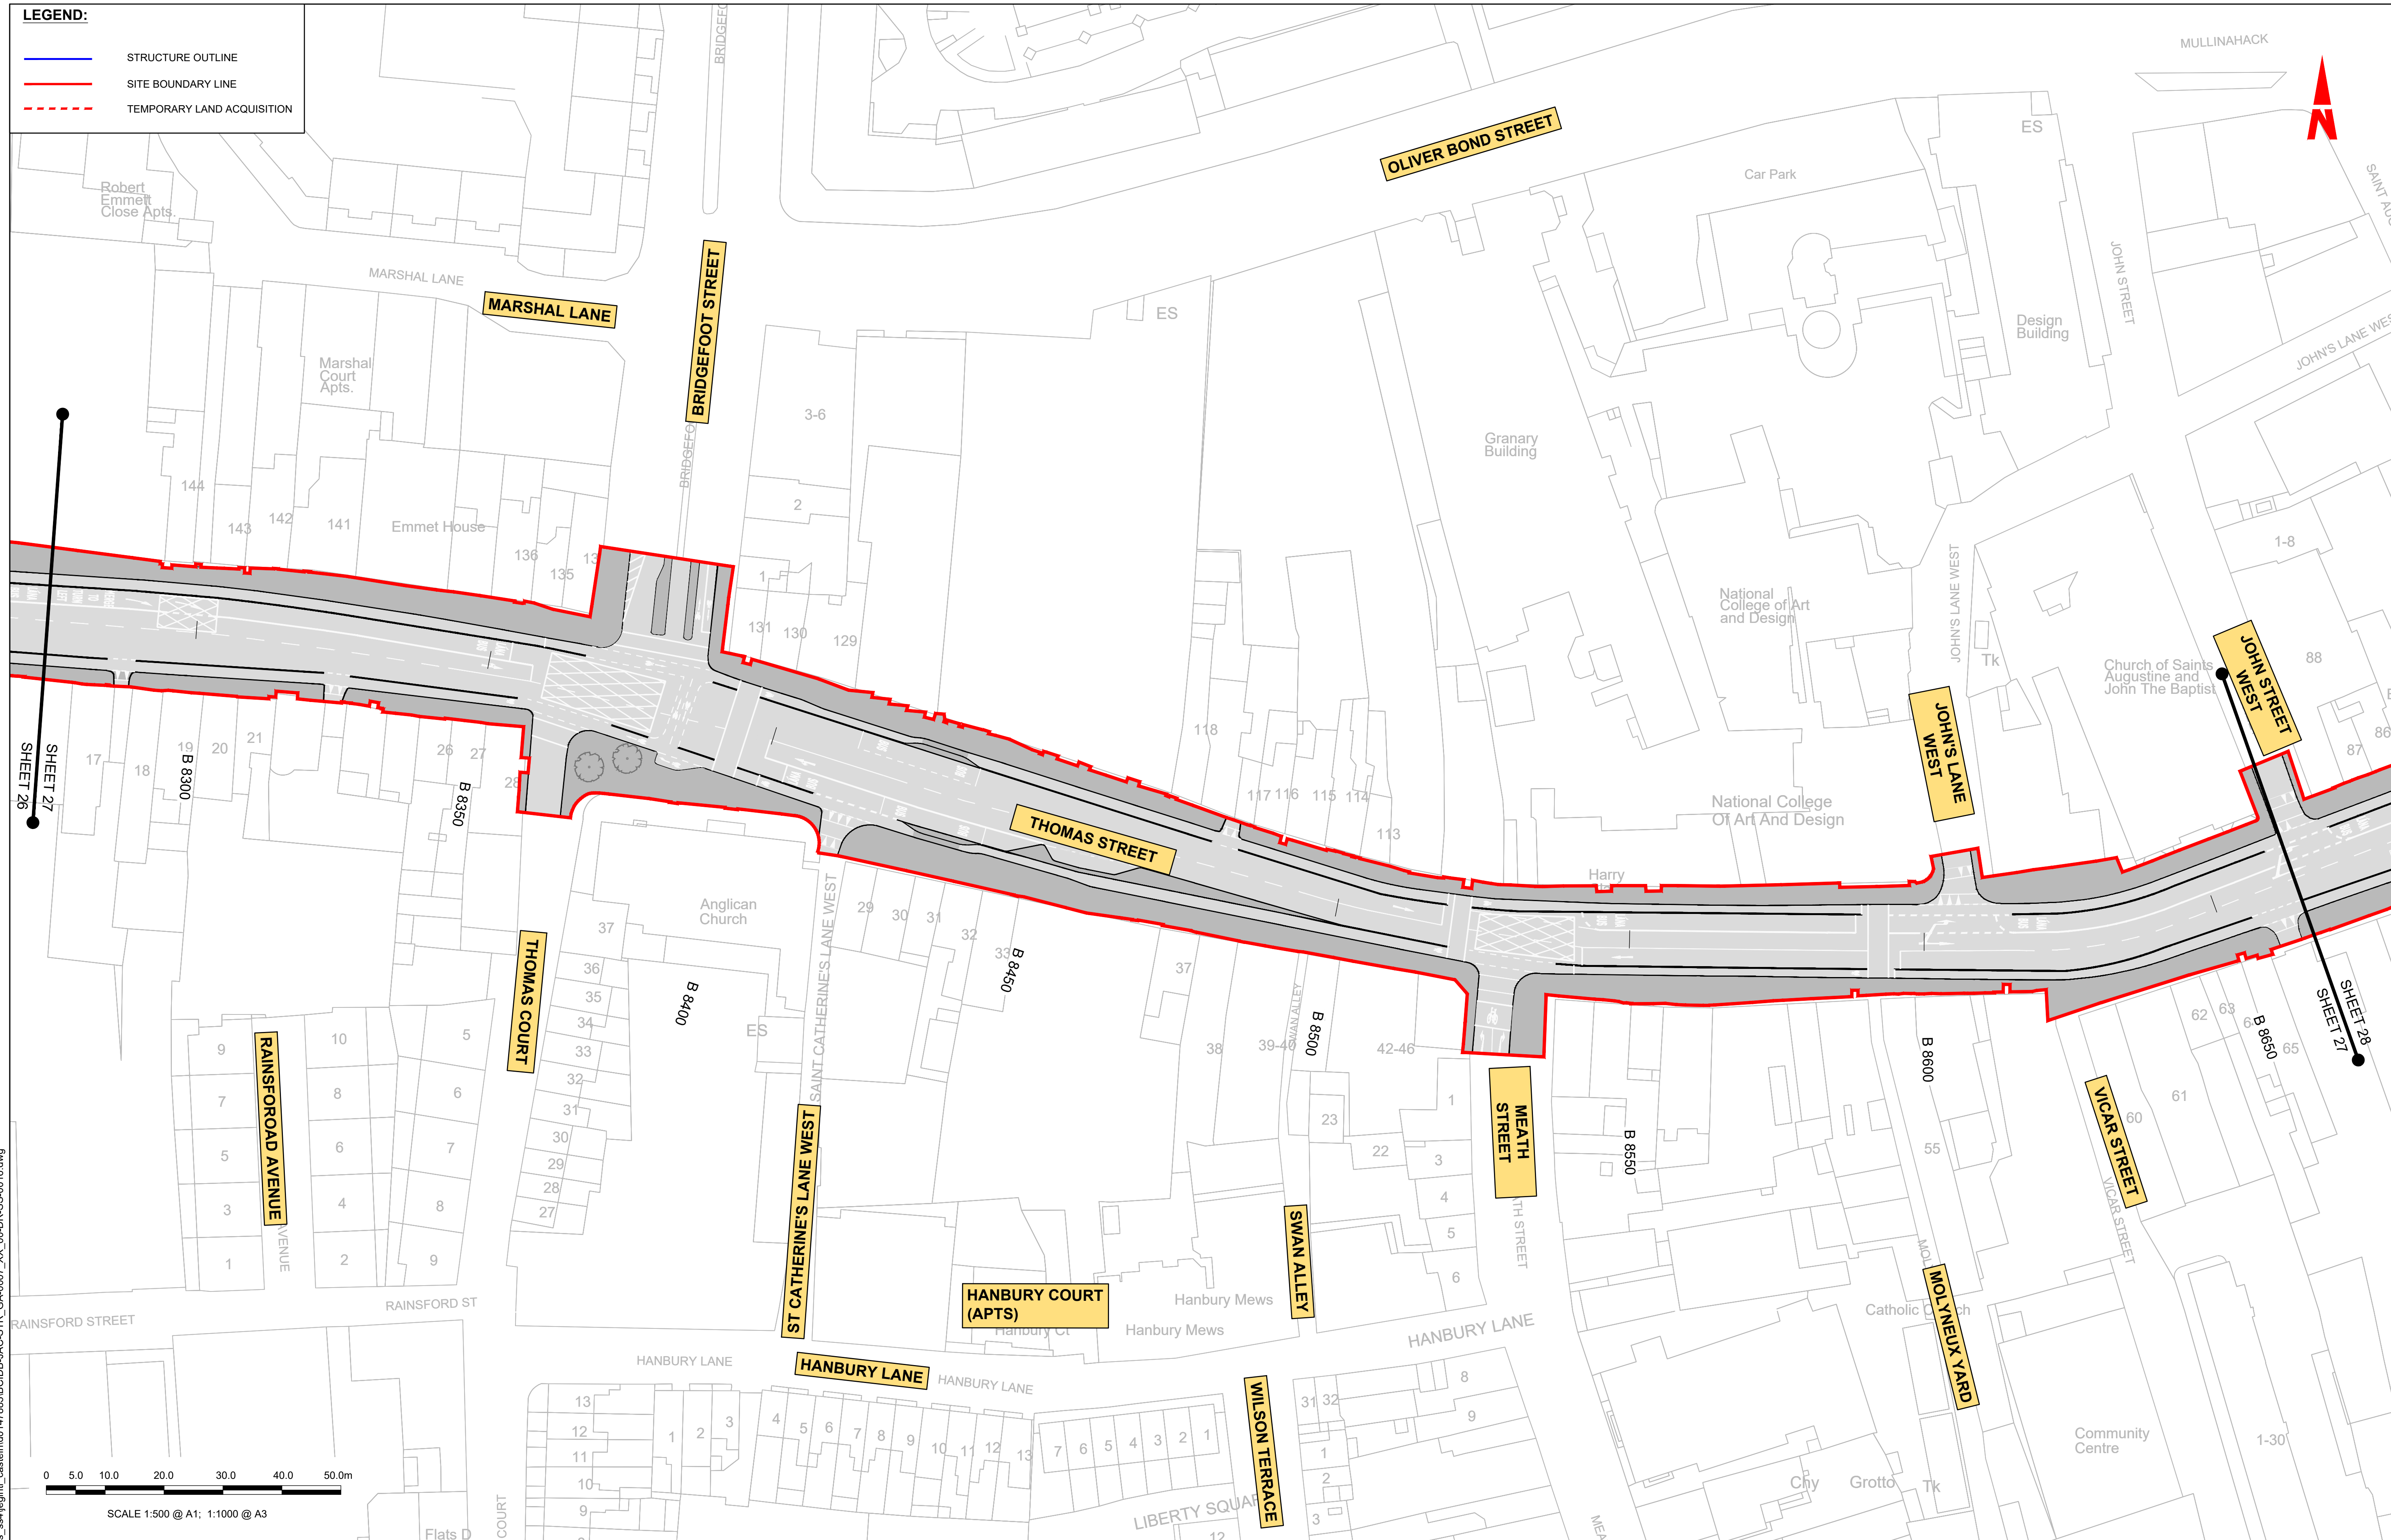 LEGEND:
STRUCTURE OUTLINE
SITE BOUNDARY LINE
TEMPORARY LAND ACQUISITION
MULLINAHACK
N
OLIVER BOND STREET
ES
Car Park
Robert
Emmett
Close Apts.
MARSHAL LANE
MARSHAL LANE
BRIDGEFOOT STREET
ES
JOHN STREET
Design
Building
Marshal
Court
Apts.
3-6
Granary
Building
144
143
142
141
Emmet House
136
135
2
1
131
130
129
1-8
JOHN'S LANE WEST
National
College of Art
and Design
Tk
Church of Saints
Augustine and
John The Baptist
JOHN STREET
WEST
88
87
86
JOHN'S LANE
WEST
118
117
116
115
114
113
National College
Of Art And Design
Harry
THOMAS STREET
SHEET 26
SHEET 27
17
18
19
20
21
26
27
28
B 8300
B 8350
Anglican
Church
37
36
35
34
33
32
31
30
29
28
27
B 8400
ES
SAINT CATHERINE'S LANE WEST
29
30
31
32
33
B 8450
37
38
39-40
SWAN ALLEY
B 8500
42-46
THOMAS COURT
RAINSFOROAD AVENUE
9
7
5
3
1
10
8
6
4
2
5
6
7
8
9
ST CATHERINE'S LANE WEST
MEATH
STREET
23
22
1
3
4
5
6
B 8550
B 8600
55
VICAR STREET
VICAR STREET
60
61
62
63
65
B 8650
SHEET 28
SHEET 27
SWAN ALLEY
HANBURY COURT
(APTS)
Hanbury Ct
Hanbury Mews
Hanbury Mews
HANBURY LANE
RAINSFORD STREET
RAINSFORD ST
HANBURY LANE
HANBURY LANE
HANBURY LANE
WILSON TERRACE
MOLYNEUX YARD
Community
Centre
1-30
Chy
Grotto
Tk
13
12
11
10
9
1
2
3
4
5
6
7
8
9
10
11
12
13
7
6
5
4
3
2
1
31
32
1
2
3
8
9
12
Flats D
COURT
0 5.0 10.0 20.0 30.0 40.0 50.0m
SCALE 1:500 @ A1; 1:1000 @ A3